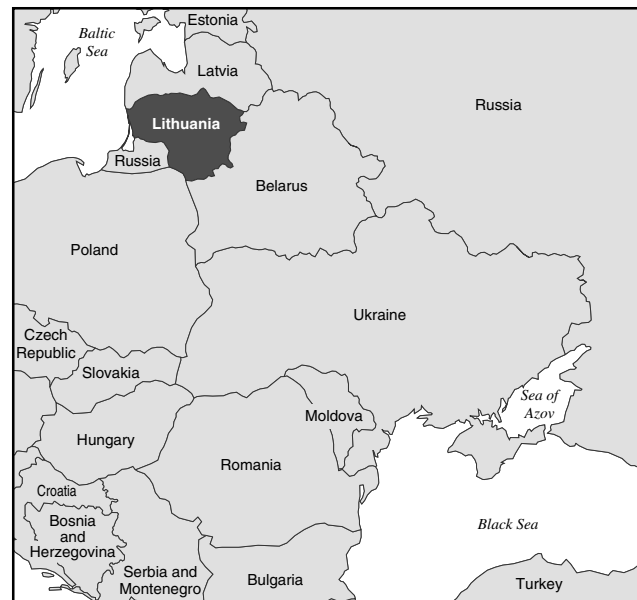 Estonia
Baltic
Sea
Latvia
Russia
Lithuania
Russia
Belarus
Poland
Ukraine
Czech
Republic
Slovakia
Sea of
Azov
Moldova
Hungary
Romania
Croatia
Bosnia
and
Herzegovina
Black Sea
Serbia and
Montenegro
Bulgaria
Turkey